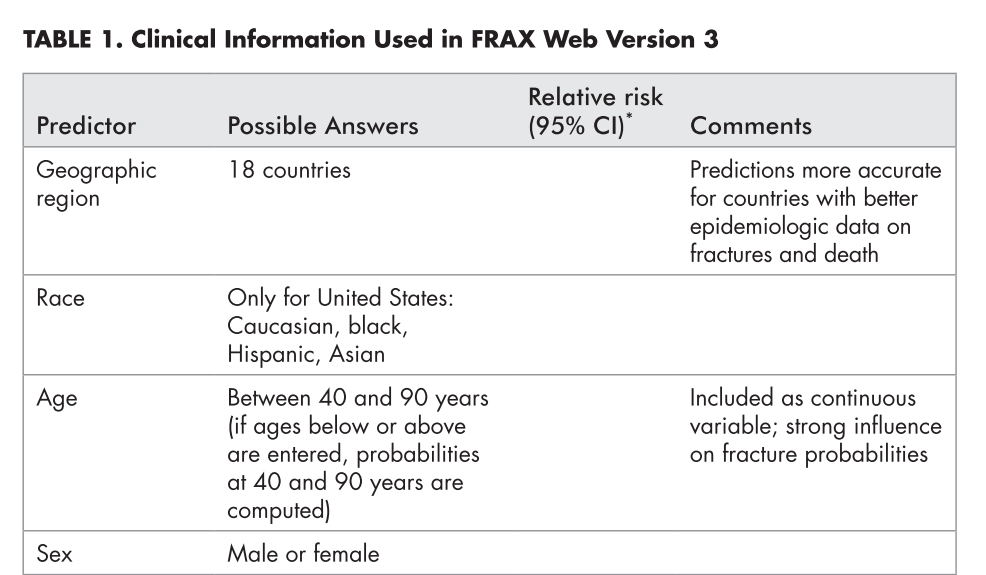 TABLE 1. Clinical Information Used in FRAX Web Version 3
Relative risk
Predictor Possible Answers (95% CI)* Comments
Geographic 18 countries Predictions more accurate
region for countries with better
epidemiologic data on
fractures and death
Race Only for United States:
Caucasian, black,
Hispanic, Asian
Age Between 40 and 90 years Included as continuous
(if ages below or above variable; strong influence
are entered, probabilities on fracture probabilities
at 40 and 90 years are
computed)
Sex Male or female